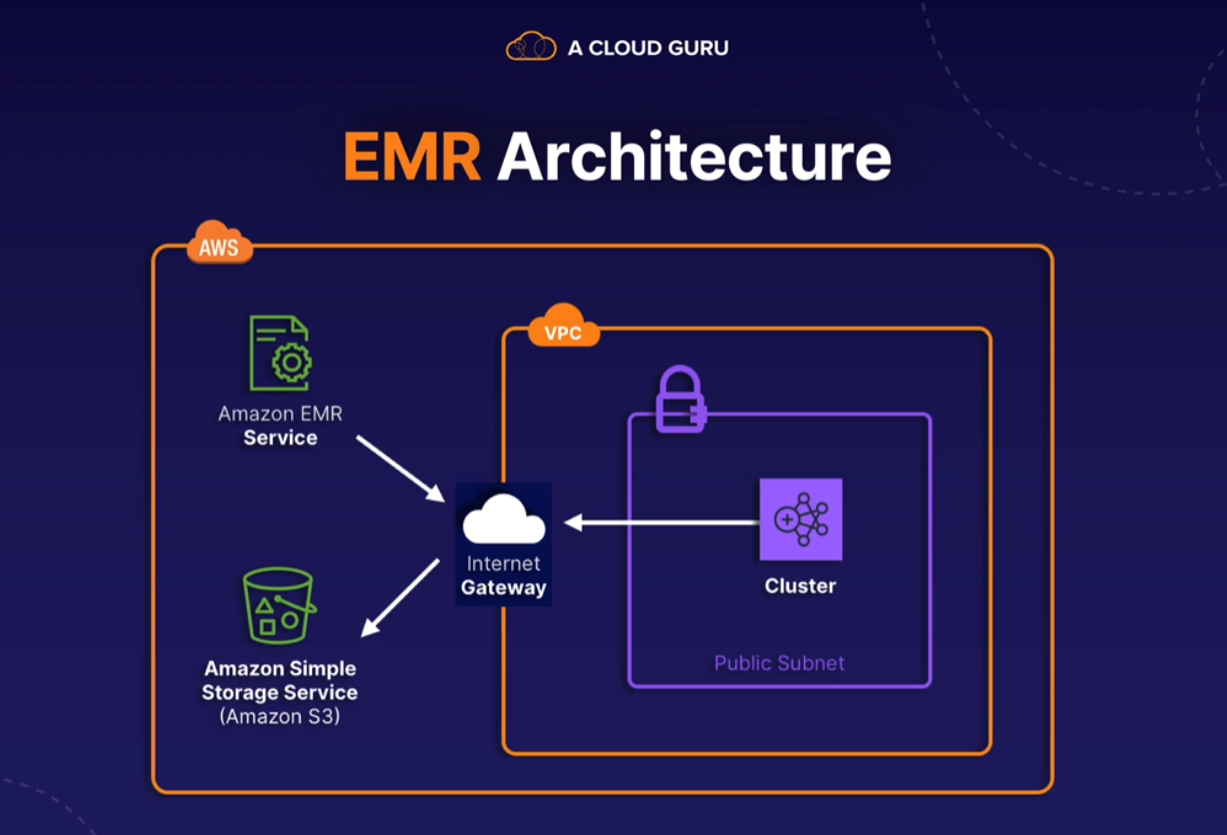 A CLOUD GURU
EMR Architecture
AWS
VPC
Amazon EMR
Service
Internet
Gateway
Cluster
Public Subnet
Amazon Simple
Storage Service
(Amazon S3)